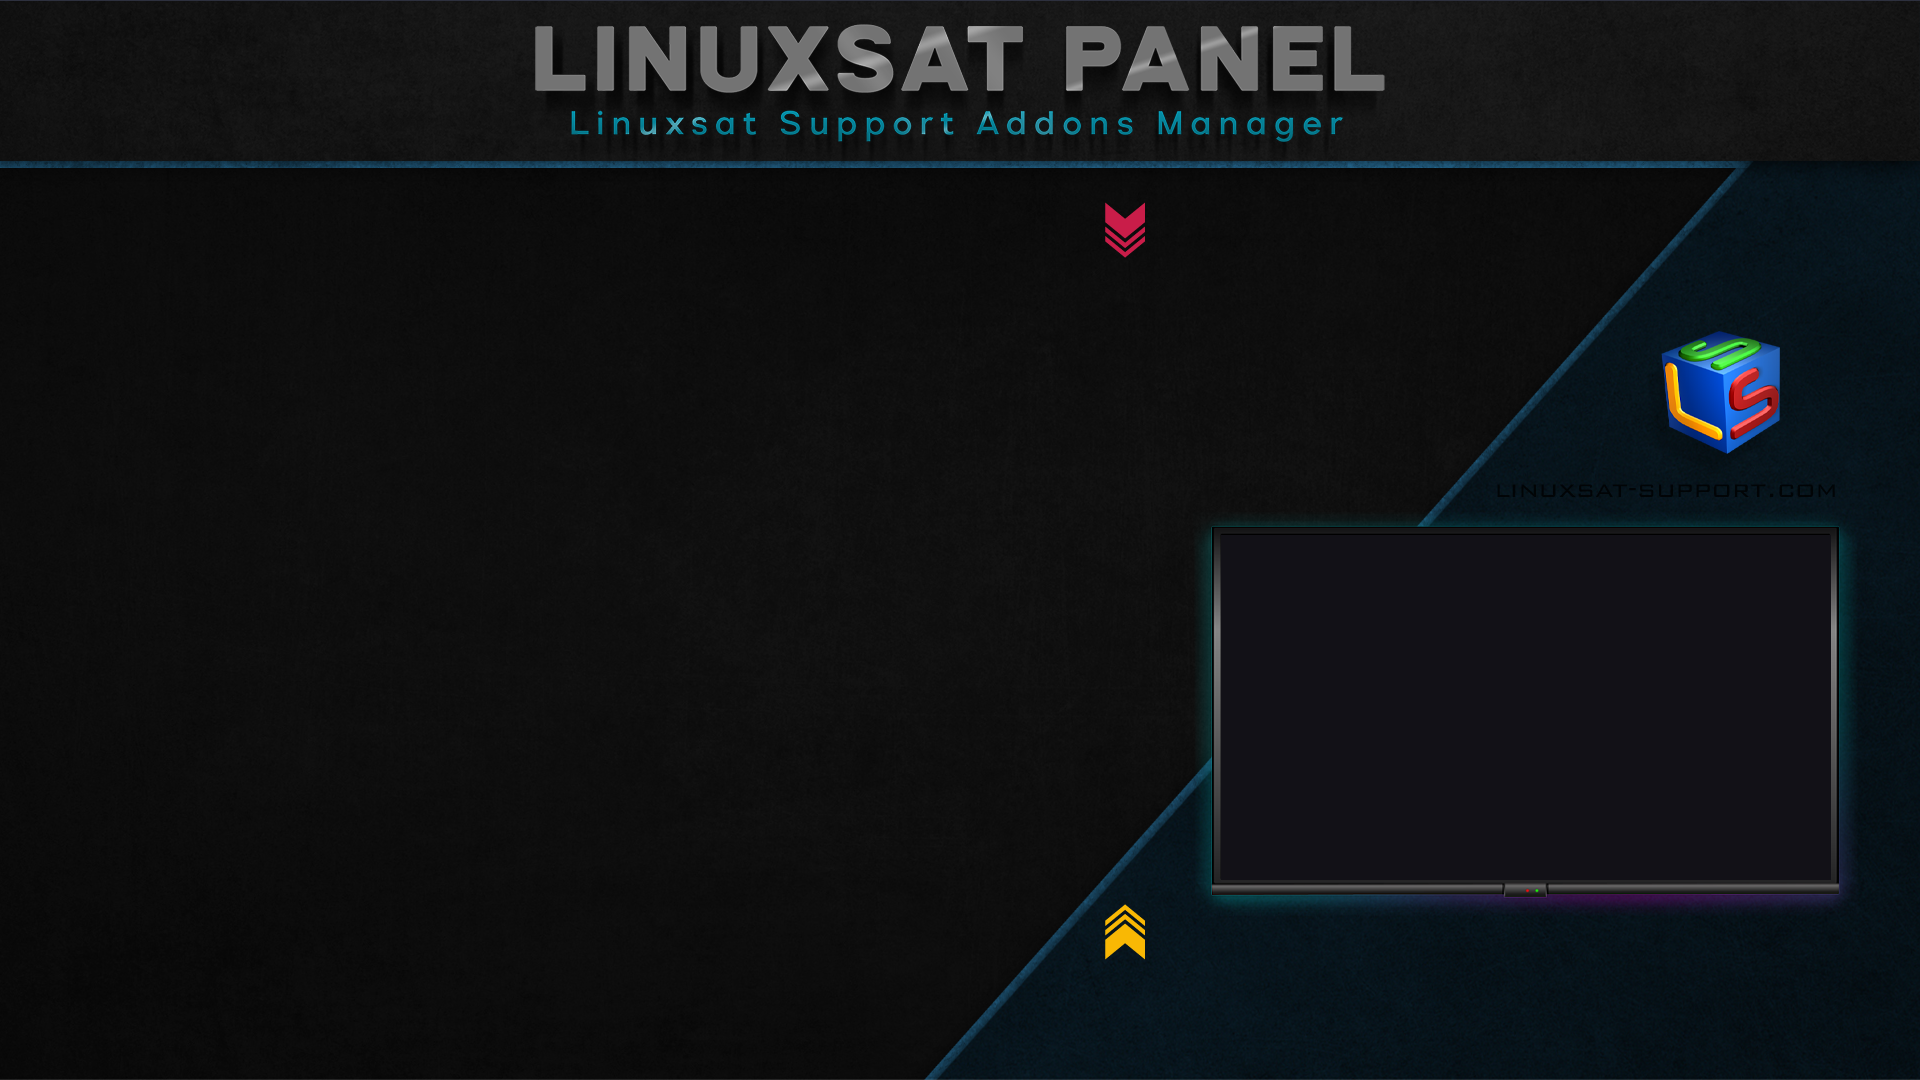 LINUXSAT PANEL
Linuxsat Support Addons Manager
S
L S
LINUXSAT-SUPPORT.COM